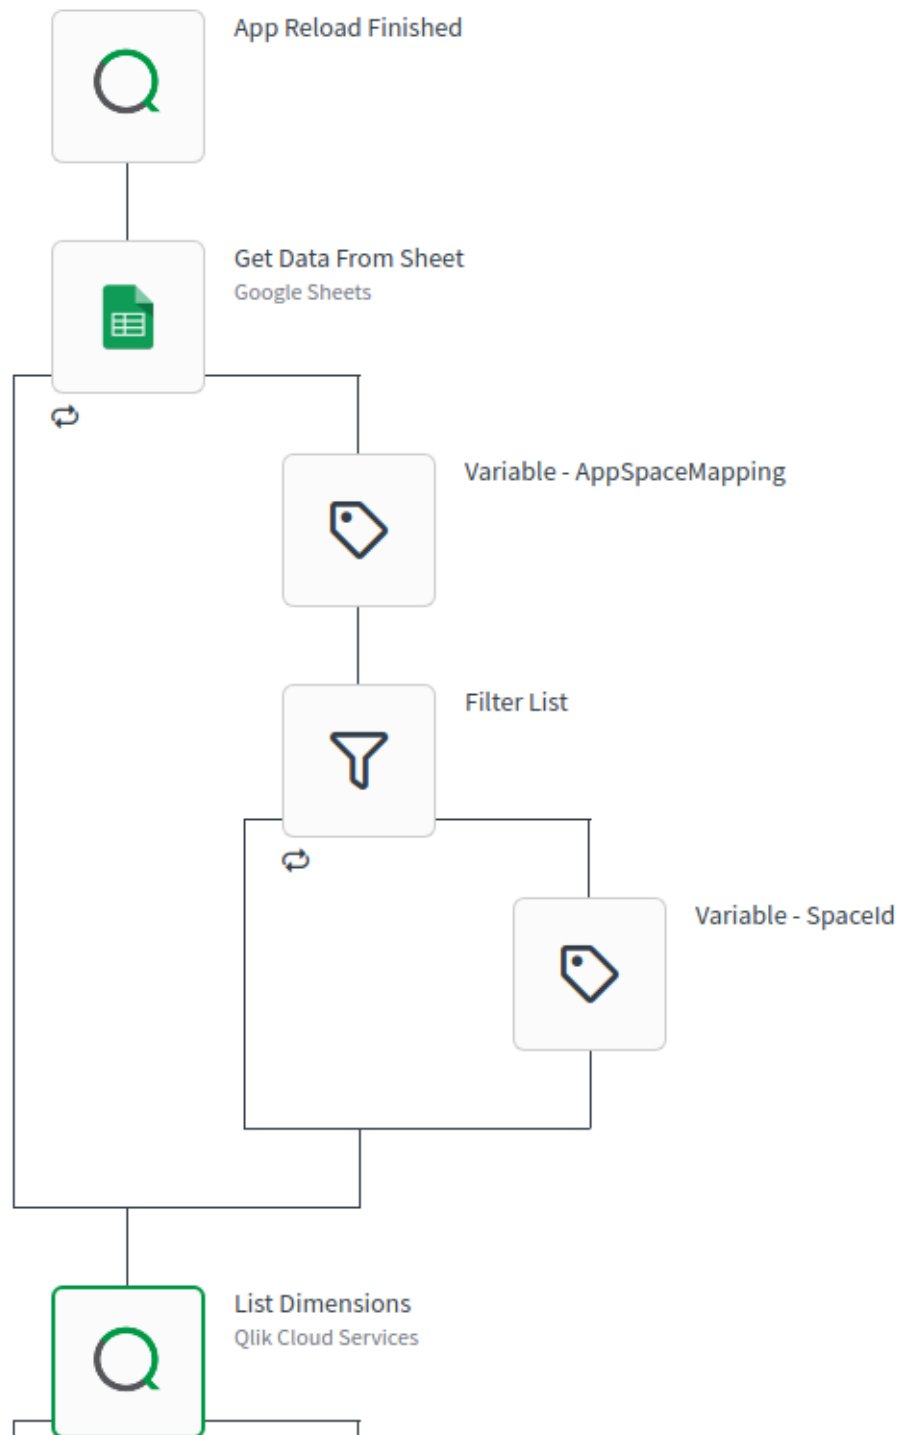 App Reload Finished
Get Data From Sheet
Google Sheets
Variable - AppSpaceMapping
Filter List
Variable - SpaceId
List Dimensions
Qlik Cloud Services